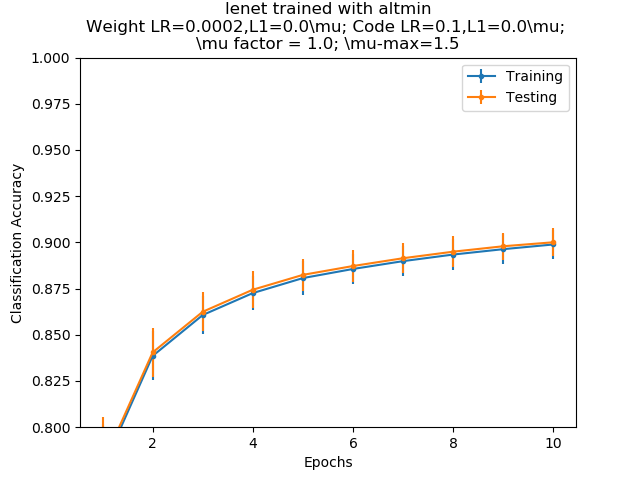 lenet trained with altmin
Weight LR=0.0002,L1=0.0\mu; Code LR=0.1,L1=0.0\mu;
\mu factor = 1.0; \mu-max=1.5
1.000
0.975
0.950
0.925
0.900
0.875
0.850
0.825
0.800
Classification Accuracy
Training
Testing
2 4 6 8 10
Epochs